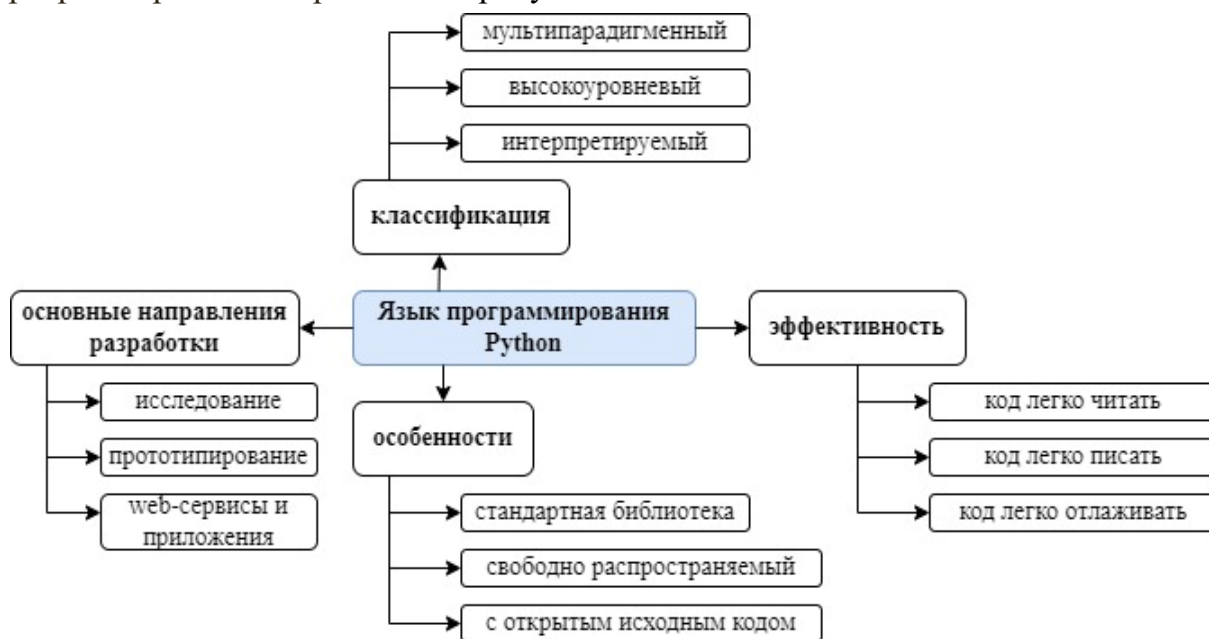 мультипарадигменный
высокоуровневый
интерпретируемый
классификация
основные направления
разработки
Язык программирования
Python
эффективность
исследование
прототипирование
web-сервисы и
приложения
особенности
стандартная библиотека
свободно распространяемый
с открытым исходным кодом
код легко читать
код легко писать
код легко отлаживать